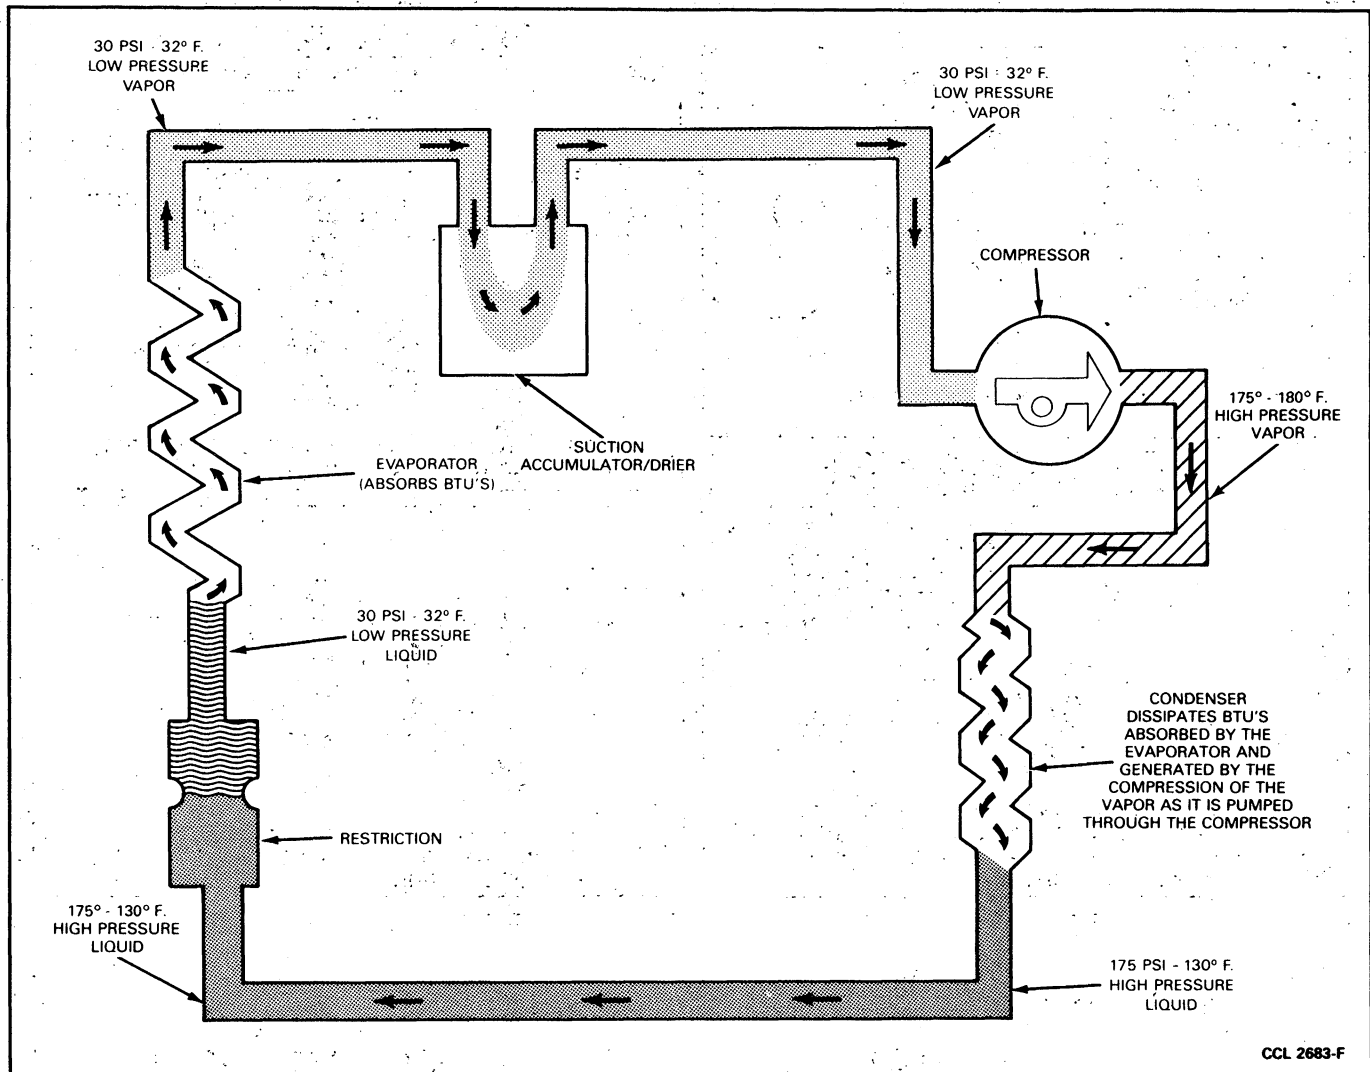 30 PSI - 32° F.
LOW PRESSURE
VAPOR
30 PSI - 32° F.
LOW PRESSURE
VAPOR
COMPRESSOR
175° - 180° F.
HIGH PRESSURE
VAPOR
SUCTION
ACCUMULATOR/DRIER
EVAPORATOR
(ABSORBS BTU'S)
30 PSI - 32° F.
LOW PRESSURE
LIQUID
CONDENSER
DISSIPATES BTU'S
ABSORBED BY THE
EVAPORATOR AND
GENERATED BY THE
COMPRESSION OF THE
VAPOR AS IT IS PUMPED
THROUGH THE COMPRESSOR
RESTRICTION
175° - 130° F.
HIGH PRESSURE
LIQUID
175 PSI - 130° F.
HIGH PRESSURE
LIQUID
CCL 2683-F